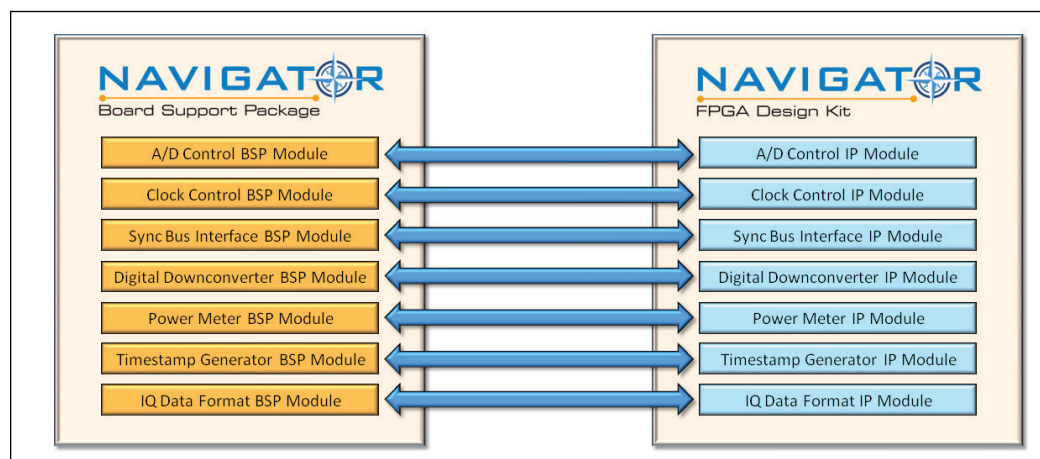 NAVIGATOR
Board Support Package
A/D Control BSP Module
Clock Control BSP Module
Sync Bus Interface BSP Module
Digital Downconverter BSP Module
Power Meter BSP Module
Timestamp Generator BSP Module
IQ Data Format BSP Module
NAVIGATOR
FPGA Design Kit
A/D Control IP Module
Clock Control IP Module
Sync Bus Interface IP Module
Digital Downconverter IP Module
Power Meter IP Module
Timestamp Generator IP Module
IQ Data Format IP Module